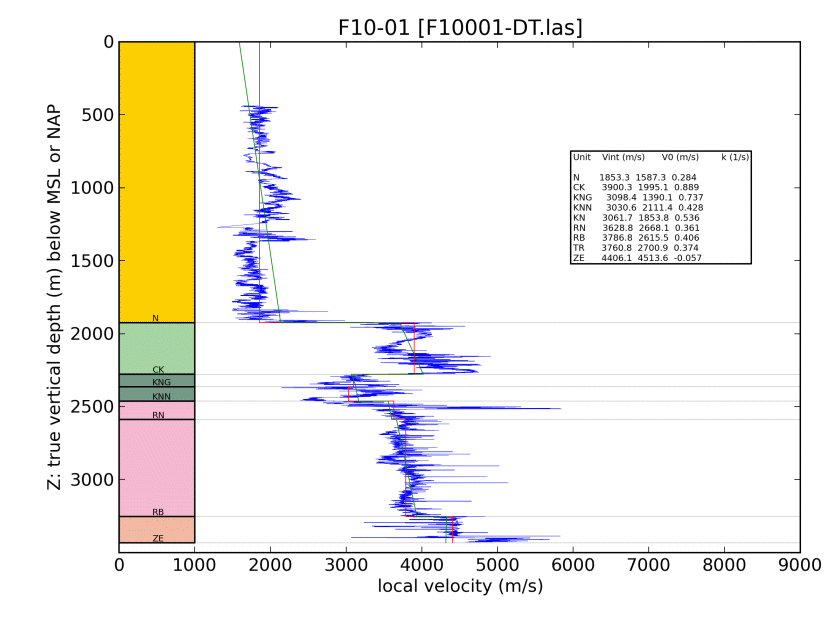 F10-01 [F10001-DT.las]
0
500
1000
1500
2000
2500
3000
Z: true vertical depth (m) below MSL or NAP
N
CK
KNG
KNN
RN
RB
ZE
Unit Vint (m/s) V0 (m/s) k (1/s)
N 1853.3 1587.3 0.284
CK 3900.3 1995.1 0.889
KNG 3098.4 1390.1 0.737
KNN 3030.6 2111.4 0.428
KN 3061.7 1853.8 0.536
RN 3628.8 2668.1 0.361
RB 3786.8 2615.5 0.406
TR 3760.8 2700.9 0.374
ZE 4406.1 4513.6 -0.057
0 1000 2000 3000 4000 5000 6000 7000 8000 9000
local velocity (m/s)